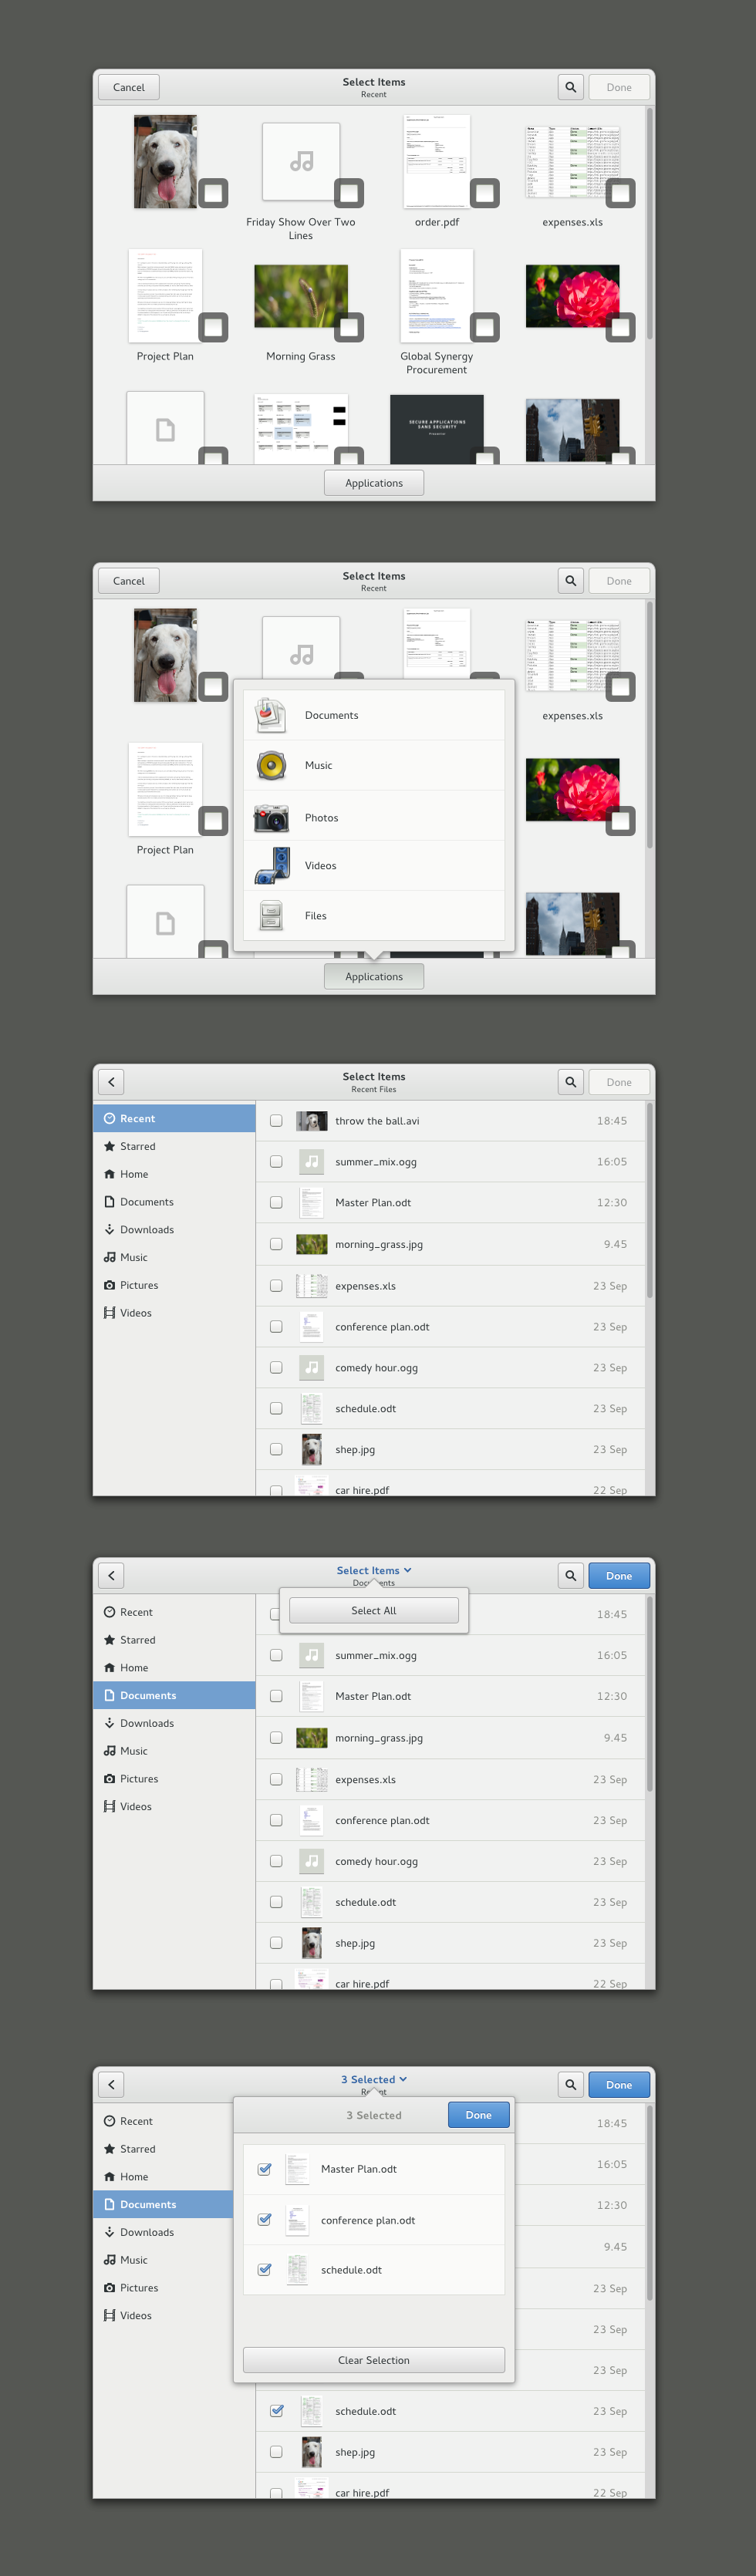 Cancel
Select Items
Recent
Done
Friday Show Over Two
Lines
order.pdf
expenses.xls
Project Plan
Morning Grass
Global Synergy
Procurement
SECURE APPLICATIONS
SANS SECURITY
Applications
Cancel
Select Items
Recent
Done
expenses.xls
Project Plan
Documents
Music
Photos
Videos
Files
Applications
Select Items
Recent Files
Done
Recent
Starred
Home
Documents
Downloads
Music
Pictures
Videos
throw the ball.avi 18:45
summer_mix.ogg 16:05
Master Plan.odt 12:30
morning_grass.jpg 9.45
expenses.xls 23 Sep
conference plan.odt 23 Sep
comedy hour.ogg 23 Sep
schedule.odt 23 Sep
shep.jpg 23 Sep
car hire.pdf 22 Sep
Select Items
Documents
Done
Select All
Recent
Starred
Home
Documents
Downloads
Music
Pictures
Videos
18:45
summer_mix.ogg 16:05
Master Plan.odt 12:30
morning_grass.jpg 9.45
expenses.xls 23 Sep
conference plan.odt 23 Sep
comedy hour.ogg 23 Sep
schedule.odt 23 Sep
shep.jpg 23 Sep
car hire.pdf 22 Sep
3 Selected
Recent
Done
Recent
Starred
Home
Documents
Downloads
Music
Pictures
Videos
3 Selected
Done
Master Plan.odt
conference plan.odt
schedule.odt
Clear Selection
18:45
16:05
12:30
9.45
23 Sep
23 Sep
23 Sep
schedule.odt 23 Sep
shep.jpg 23 Sep
car hire.pdf 22 Sep